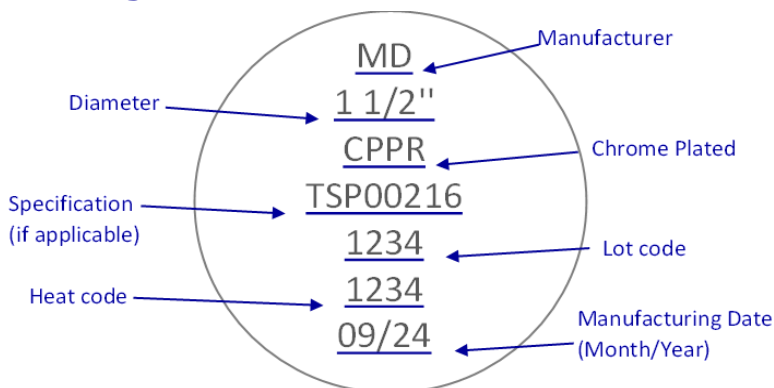 MD
Manufacturer
Diameter
1 1/2"
CPPR
Chrome Plated
Specification
(if applicable)
TSP00216
1234
Lot code
Heat code
1234
09/24
Manufacturing Date
(Month/Year)